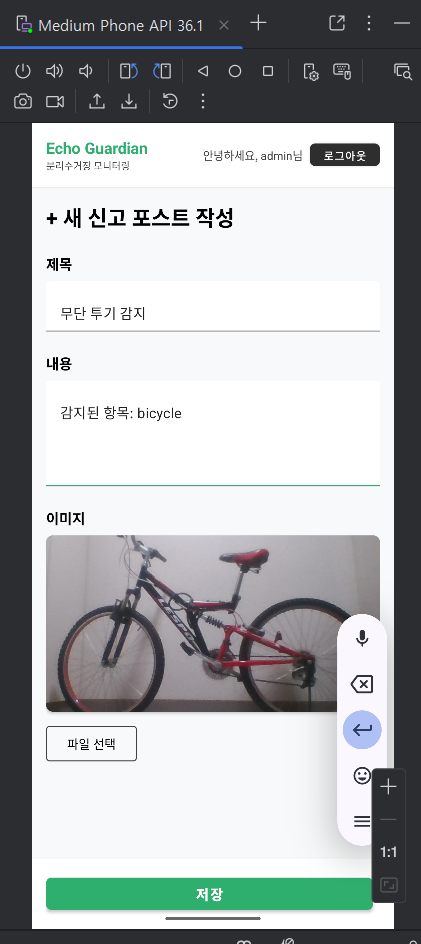 Medium Phone API 36.1
Echo Guardian
분리수거장 모니터링
안녕하세요, admin님
로그아웃
+ 새 신고 포스트 작성
제목
무단 투기 감지
내용
감지된 항목: bicycle
이미지
LESPO
파일 선택
1:1
저장